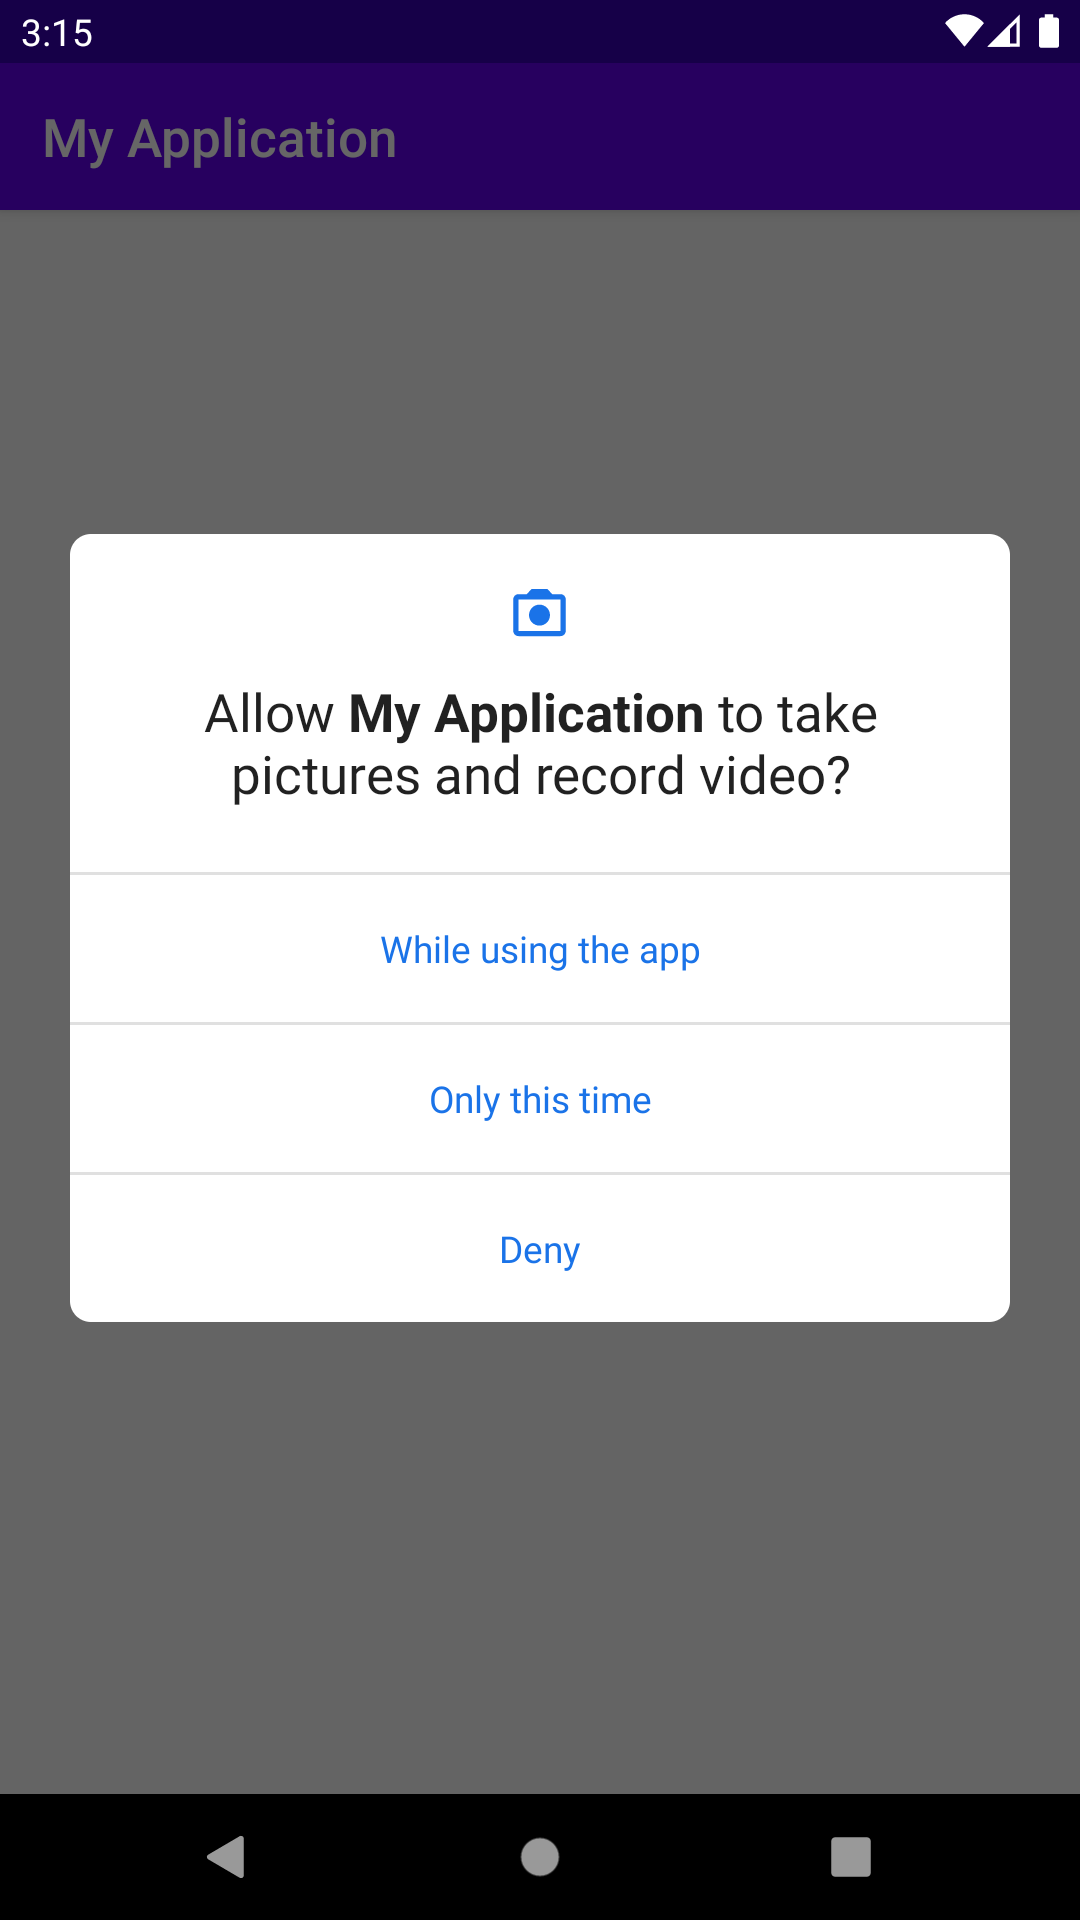 3:15
My Application
Allow My Application to take
pictures and record video?
While using the app
Only this time
Deny